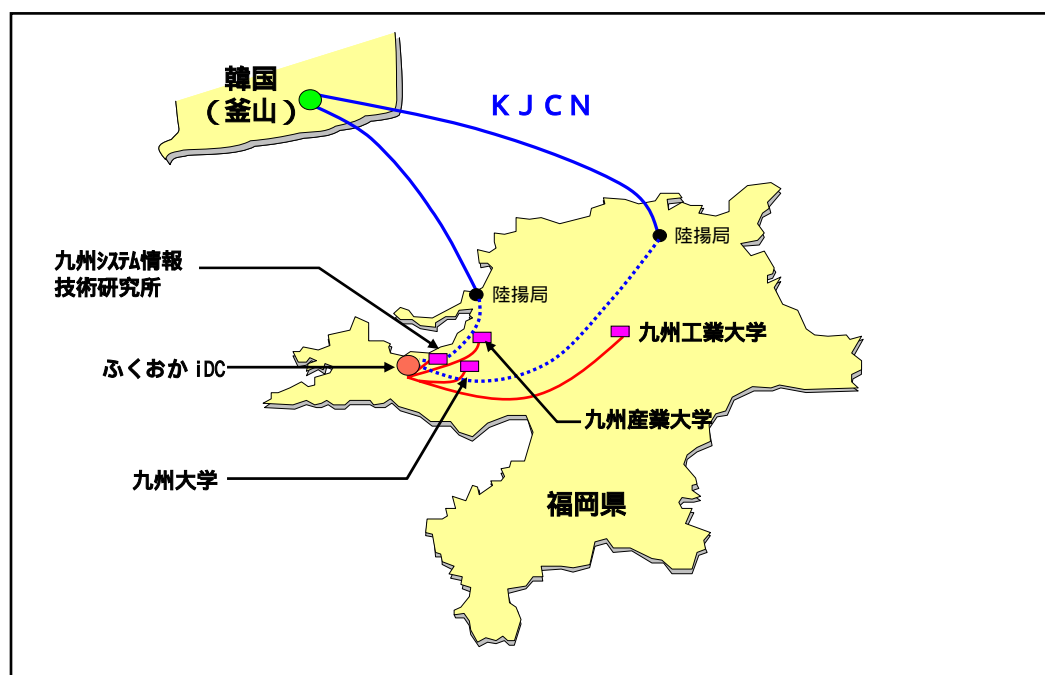 韓国
（釜山）
ＫＪＣＮ
陸揚局
九州ｼｽﾃﾑ情報
技術研究所
陸揚局
九州工業大学
ふくおか iDC
九州産業大学
九州大学
福岡県